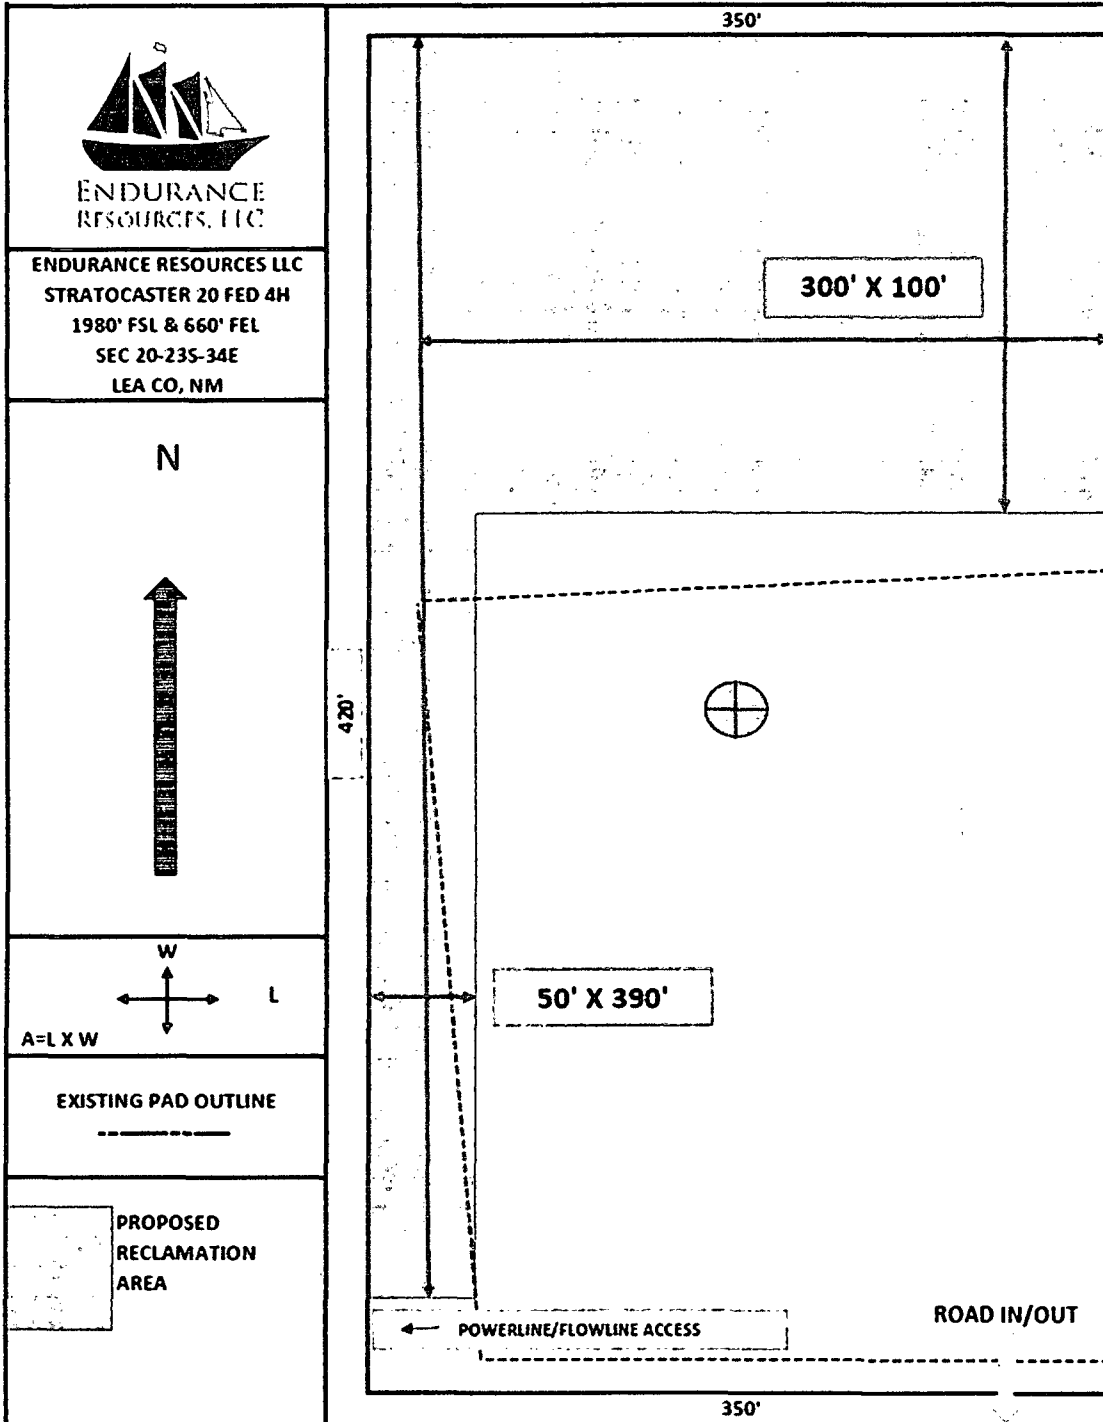 350'
ENDURANCE
RESOURCES, LLC
ENDURANCE RESOURCES LLC
STRATOCASTER 20 FED 4H
1980' FSL & 660' FEL
SEC 20-23S-34E
LEA CO, NM
300' X 100'
N
420'
W
L
A=L X W
50' X 390'
EXISTING PAD OUTLINE
PROPOSED
RECLAMATION
AREA
POWERLINE/FLOWLINE ACCESS
ROAD IN/OUT
350'